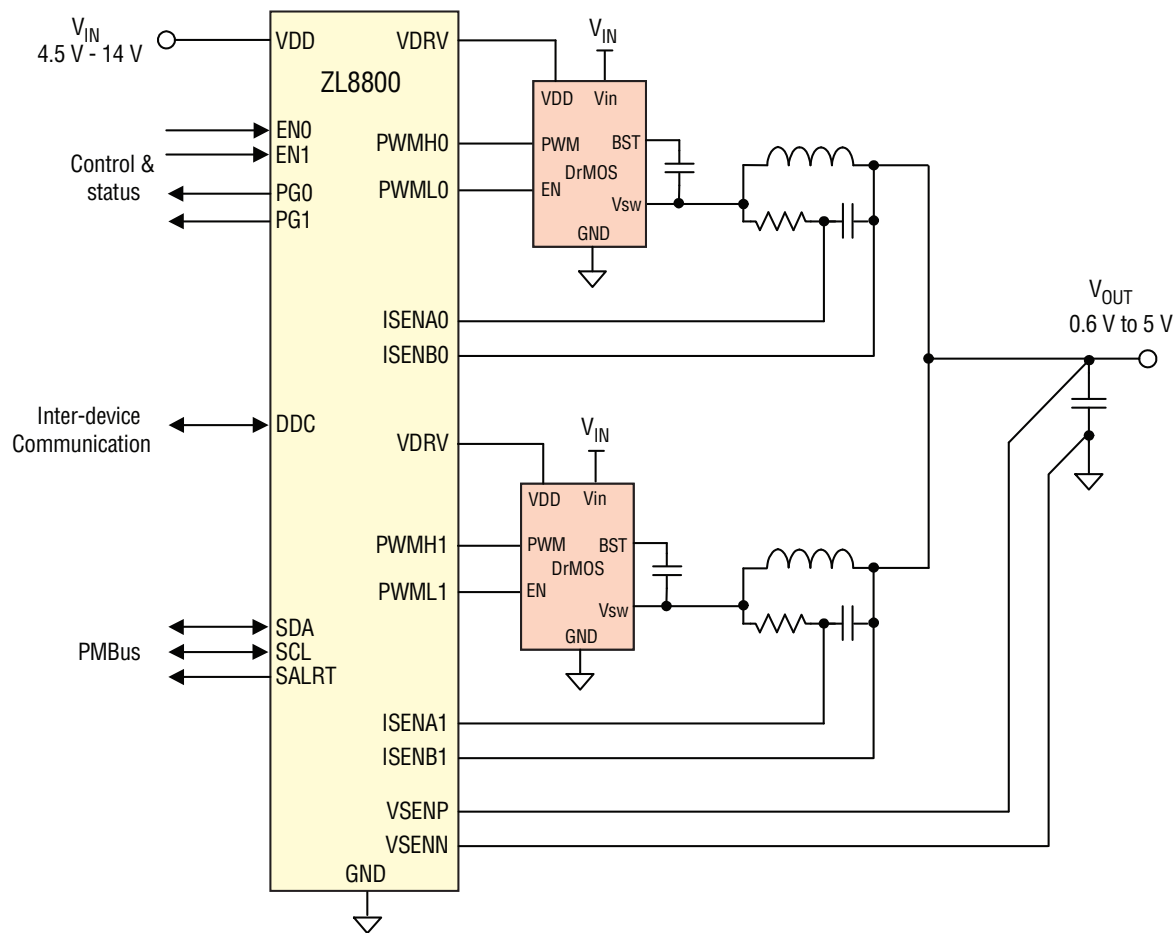 V_IN
4.5 V - 14 V
VDD
VDRV
ZL8800
V_IN
VDD
Vin
EN0
EN1
Control &
status
PG0
PG1
PWMH0
PWML0
PWM
BST
DrMOS
EN
Vsw
GND
ISENA0
ISENB0
V_OUT
0.6 V to 5 V
Inter-device
Communication
DDC
VDRV
V_IN
VDD
Vin
PWMH1
PWML1
PWM
BST
DrMOS
EN
Vsw
GND
PMBus
SDA
SCL
SALRT
ISENA1
ISENB1
VSENP
VSENN
GND